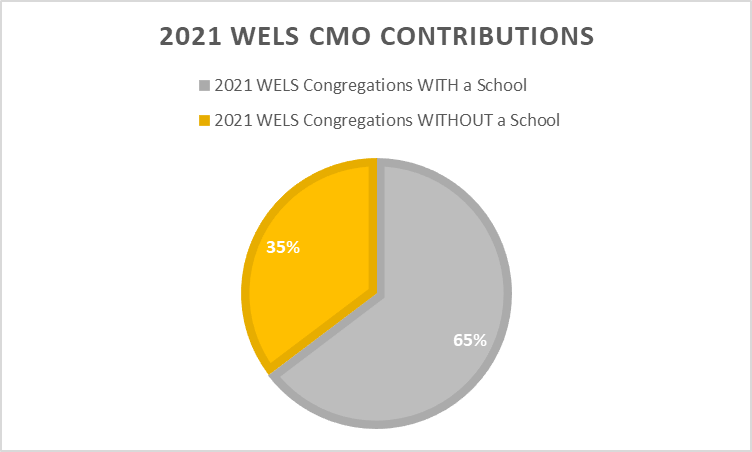 2021 WELS CMO CONTRIBUTIONS
2021 WELS Congregations WITH a School
2021 WELS Congregations WITHOUT a School
35%
65%